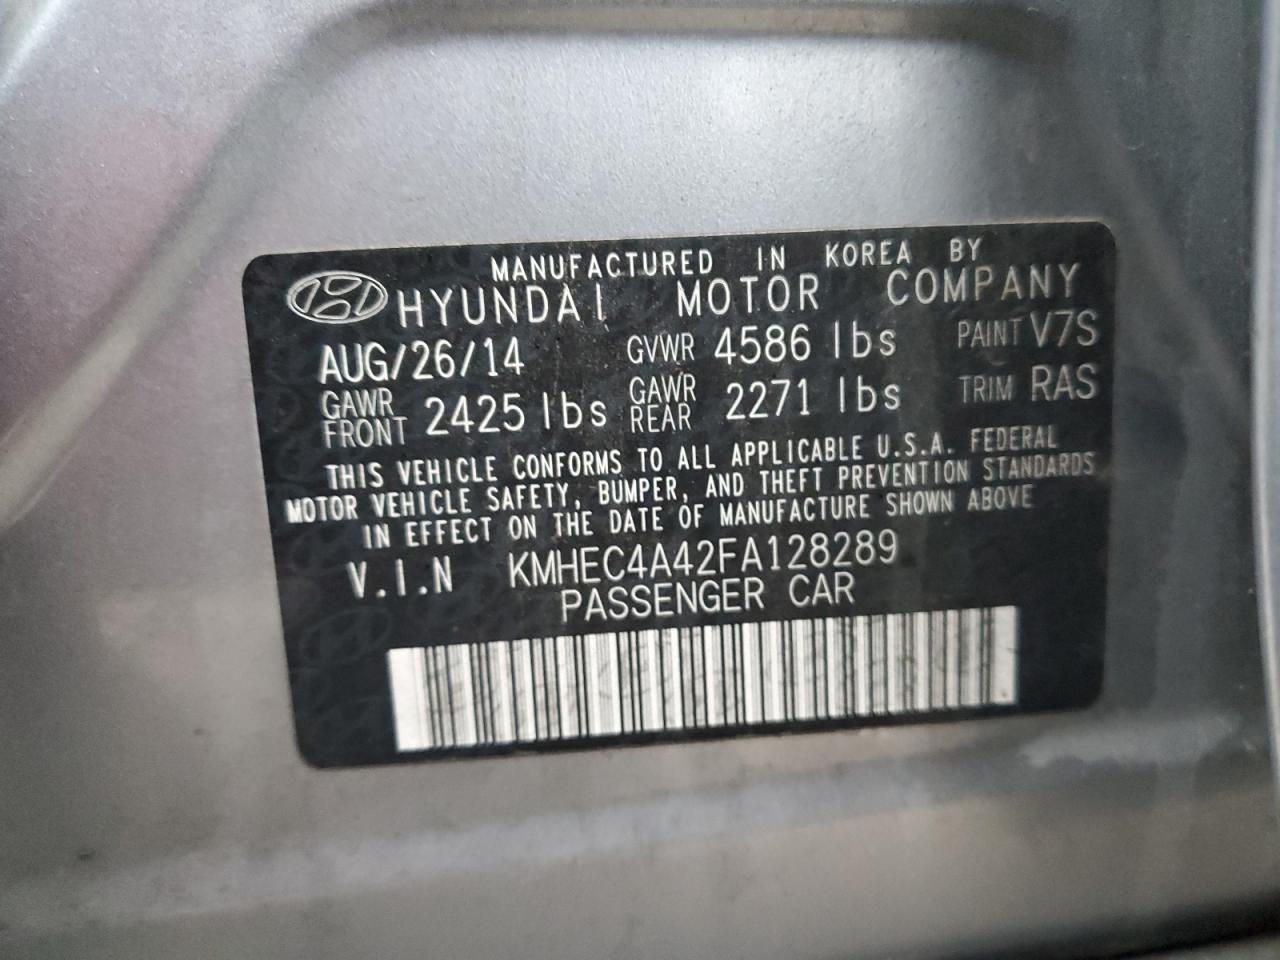 MANUFACTURED IN KOREA BY
HYUNDAI MOTOR COMPANY
AUG/26/14 GVWR 4586 lbs PAINT V7S
GAWR FRONT 2425 lbs GAWR REAR 2271 lbs TRIM RAS
THIS VEHICLE CONFORMS TO ALL APPLICABLE U.S.A. FEDERAL
MOTOR VEHICLE SAFETY, BUMPER, AND THEFT PREVENTION STANDARDS
IN EFFECT ON THE DATE OF MANUFACTURE SHOWN ABOVE
V.I.N KMHEC4A42FA128289
PASSENGER CAR